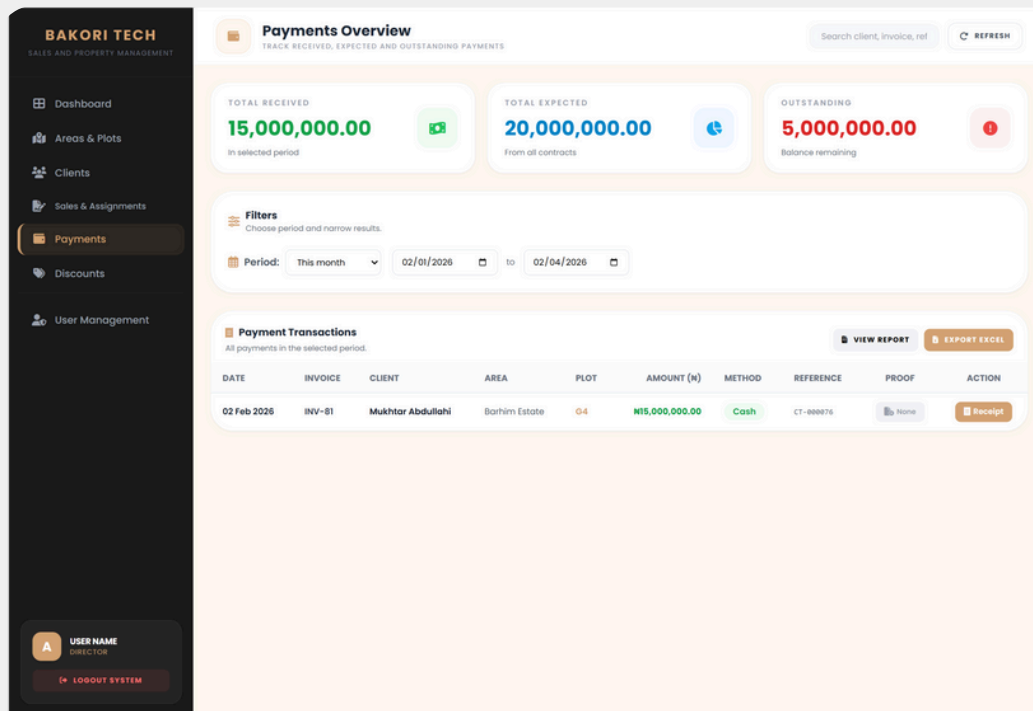 BAKORI TECH
SALES AND PROPERTY MANAGEMENT
Dashboard
Areas & Plots
Clients
Sales & Assignments
Payments
Discounts
User Management
A
USER NAME
DIRECTOR
LOGOUT SYSTEM
Payments Overview
TRACK RECEIVED, EXPECTED AND OUTSTANDING PAYMENTS
Search client, invoice, ref
REFRESH
TOTAL RECEIVED
15,000,000.00
In selected period
TOTAL EXPECTED
20,000,000.00
From all contracts
OUTSTANDING
5,000,000.00
Balance remaining
Filters
Choose period and narrow results.
Period: This month 02/01/2026 to 02/04/2026
Payment Transactions
All payments in the selected period.
VIEW REPORT EXPORT EXCEL
DATE INVOICE CLIENT AREA PLOT AMOUNT (₦) METHOD REFERENCE PROOF ACTION
02 Feb 2026 INV-81 Mukhtar Abdullahi Barhim Estate 04 ₦15,000,000.00 Cash CT-000076 None Receipt